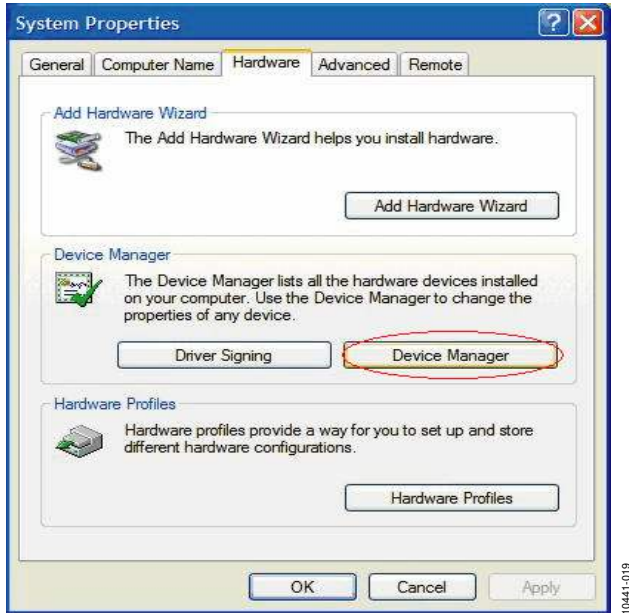 System Properties
General Computer Name Hardware Advanced Remote
Add Hardware Wizard
The Add Hardware Wizard helps you install hardware.
Add Hardware Wizard
Device Manager
The Device Manager lists all the hardware devices installed
on your computer. Use the Device Manager to change the
properties of any device.
Driver Signing Device Manager
Hardware Profiles
Hardware profiles provide a way for you to set up and store
different hardware configurations.
Hardware Profiles
OK Cancel Apply
0441-019